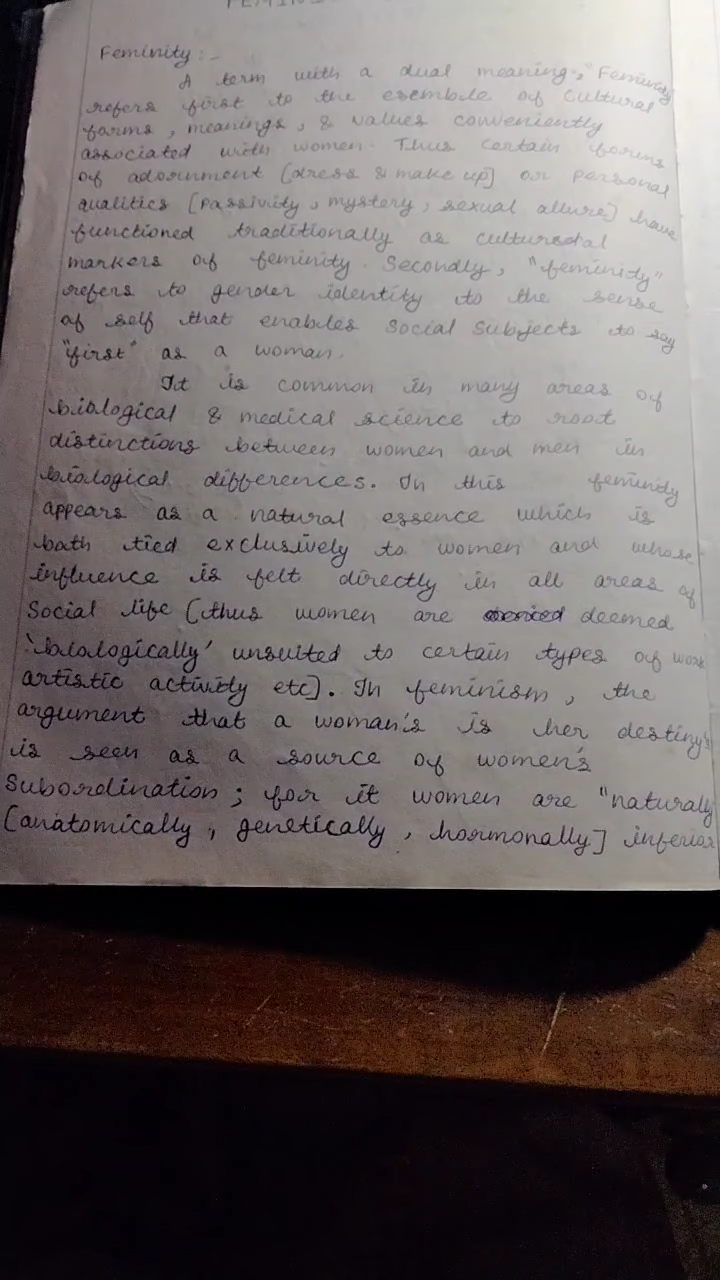 Feminity :-
A term with a dual meaning, "Feminity
refers first to the esemble of cultural
forms, meanings, & values conveniently
associated with women. Thus certain forms
of adornment [dress & make up] or personal
qualities [passivity, mystery, sexual allure] have
functioned traditionally as culturedal
markers of feminity. Secondly, "feminity"
refers to gender identity to the sense
of self that enables social subjects to say
"first" as a woman.
It is common in many areas of
biological & medical science to root
distinctions between women and men in
biological differences. In this feminity
appears as a natural essence which is
both tied exclusively to women and whose
influence is felt directly in all areas of
social life [thus women are deemed
'biologically' unsuited to certain types of work
artistic activity etc]. In feminism, the
argument that a woman's is her destiny's
is seen as a source of women's
subordination; for it women are "naturally
[anatomically, genetically, hormonally] inferior